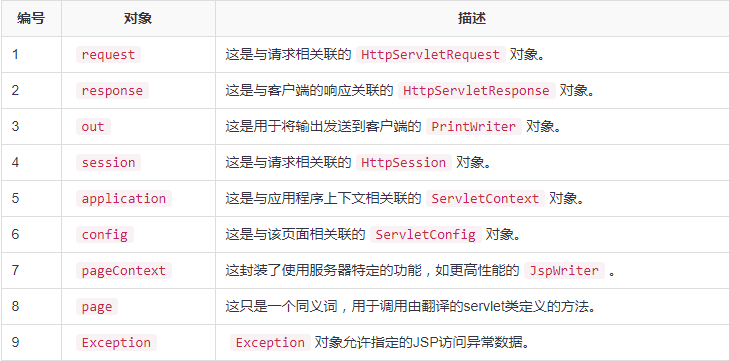 编号 对象 描述
1 request 这是与请求相关联的 HttpServletRequest 对象。
2 response 这是与客户端的响应关联的 HttpServletResponse 对象。
3 out 这是用于将输出发送到客户端的 PrintWriter 对象。
4 session 这是与请求相关联的 HttpSession 对象。
5 application 这是与应用程序上下文相关联的 ServletContext 对象。
6 config 这是与该页面相关联的 ServletConfig 对象。
7 pageContext 这封装了使用服务器特定的功能，如更高性能的 JspWriter 。
8 page 这只是一个同义词，用于调用由翻译的servlet类定义的方法。
9 Exception Exception 对象允许指定的JSP访问异常数据。